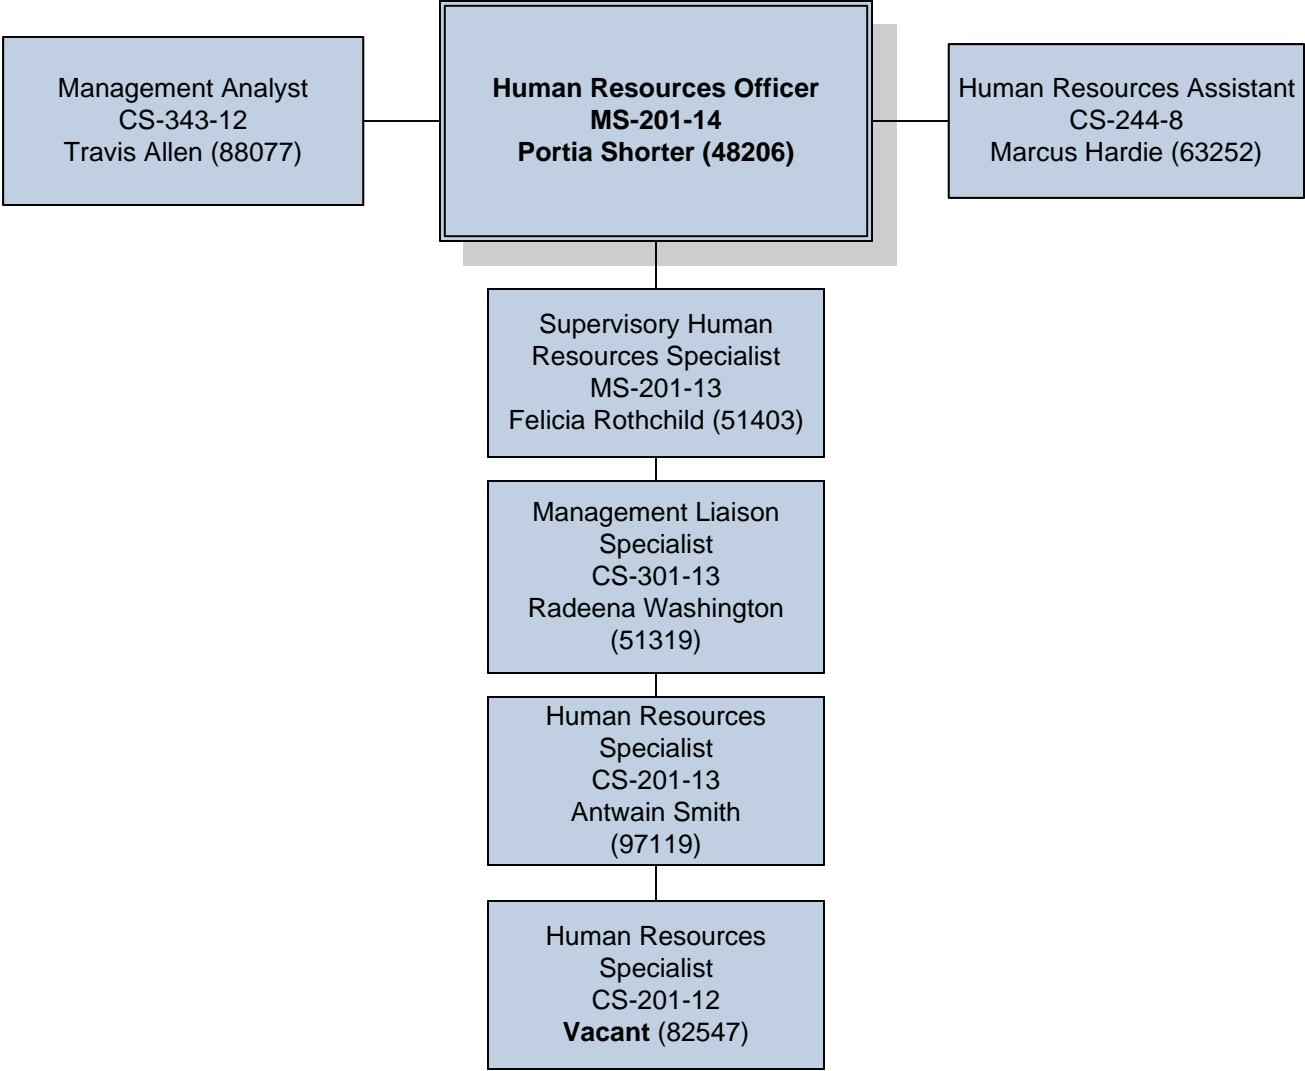 Management Analyst
CS-343-12
Travis Allen (88077)
Human Resources Officer
MS-201-14
Portia Shorter (48206)
Human Resources Assistant
CS-244-8
Marcus Hardie (63252)
Supervisory Human
Resources Specialist
MS-201-13
Felicia Rothchild (51403)
Management Liaison
Specialist
CS-301-13
Radeena Washington
(51319)
Human Resources
Specialist
CS-201-13
Antwain Smith
(97119)
Human Resources
Specialist
CS-201-12
Vacant (82547)